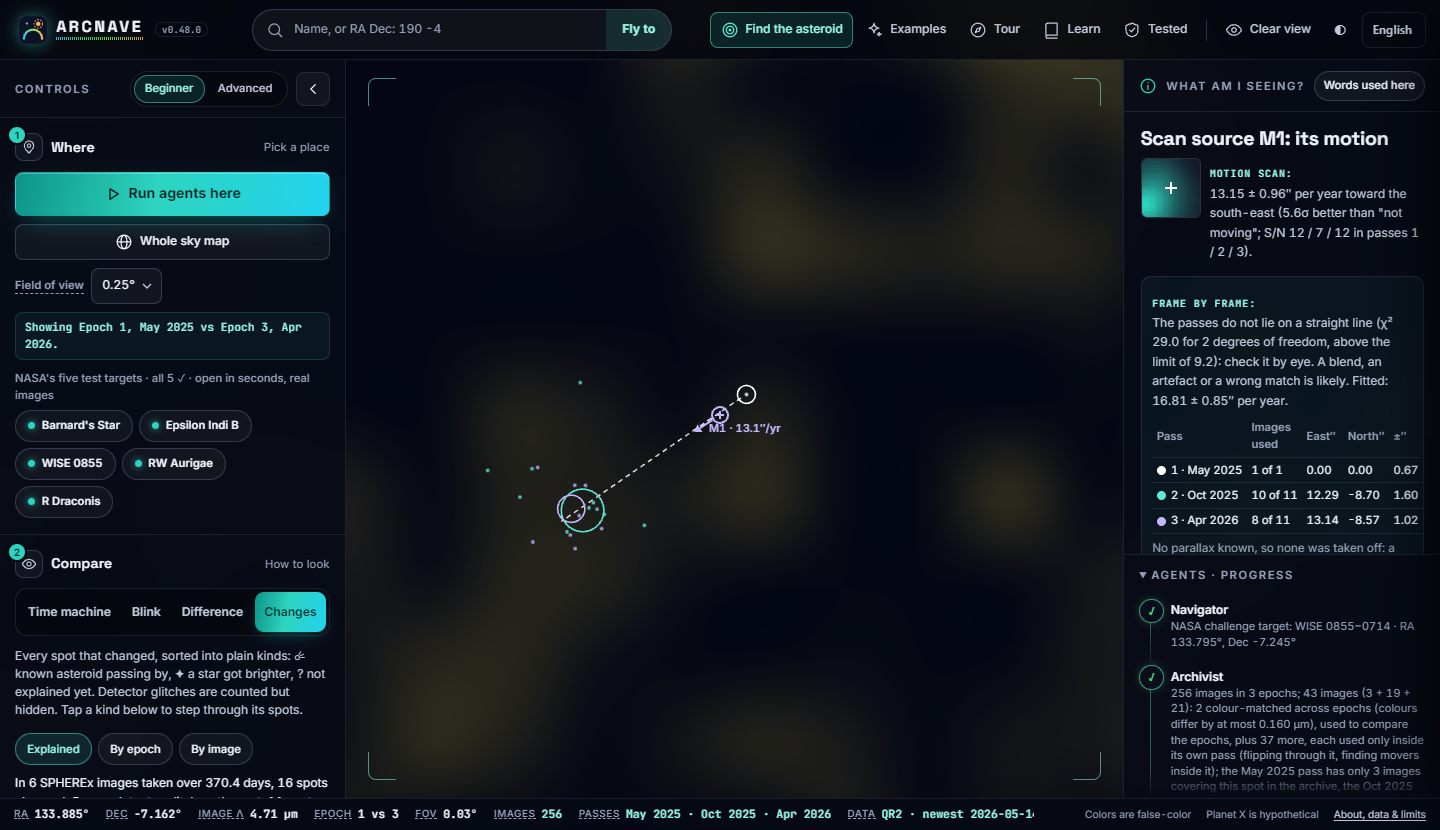 ARCNAVE
v0.48.0
Name, or RA Dec: 190 -4
Fly to
Find the asteroid
Examples
Tour
Learn
Tested
Clear view
English
CONTROLS
Beginner
Advanced
1
Where
Pick a place
Run agents here
Whole sky map
Field of view
0.25°
Showing Epoch 1, May 2025 vs Epoch 3, Apr
2026.
NASA's five test targets · all 5 ✓ · open in seconds, real
images
Barnard's Star
Epsilon Indi B
WISE 0855
RW Aurigae
R Draconis
2
Compare
How to look
Time machine
Blink
Difference
Changes
Every spot that changed, sorted into plain kinds: ☄
known asteroid passing by, ✦ a star got brighter, ? not
explained yet. Detector glitches are counted but
hidden. Tap a kind below to step through its spots.
Explained
By epoch
By image
In 6 SPHEREx images taken over 370.4 days, 16 spots
M1 · 13.1″/yr
WHAT AM I SEEING?
Words used here
Scan source M1: its motion
MOTION SCAN:
13.15 ± 0.96″ per year toward the
south-east (5.6σ better than "not
moving"; S/N 12 / 7 / 12 in passes 1
/ 2 / 3).
FRAME BY FRAME:
The passes do not lie on a straight line (χ²
29.0 for 2 degrees of freedom, above the
limit of 9.2): check it by eye. A blend, an
artefact or a wrong match is likely. Fitted:
16.81 ± 0.85″ per year.
Pass Images used East″ North″ ±″
1 · May 2025 1 of 1 0.00 0.00 0.67
2 · Oct 2025 10 of 11 12.29 -8.70 1.60
3 · Apr 2026 8 of 11 13.14 -8.57 1.02
No parallax known, so none was taken off: a
▼ AGENTS · PROGRESS
✓ Navigator
NASA challenge target: WISE 0855−0714 · RA
133.795°, Dec -7.245°
✓ Archivist
256 images in 3 epochs; 43 images (3 + 19 +
21): 2 colour-matched across epochs (colours
differ by at most 0.160 µm), used to compare
the epochs, plus 37 more, each used only inside
its own pass (flipping through it, finding movers
inside it); the May 2025 pass has only 3 images
covering this spot in the archive, the Oct 2025
RA 133.885° DEC -7.162° IMAGE Λ 4.71 µm EPOCH 1 vs 3 FOV 0.03° IMAGES 256 PASSES May 2025 · Oct 2025 · Apr 2026 DATA QR2 · newest 2026-05-1
Colors are false-color
Planet X is hypothetical
About, data & limits